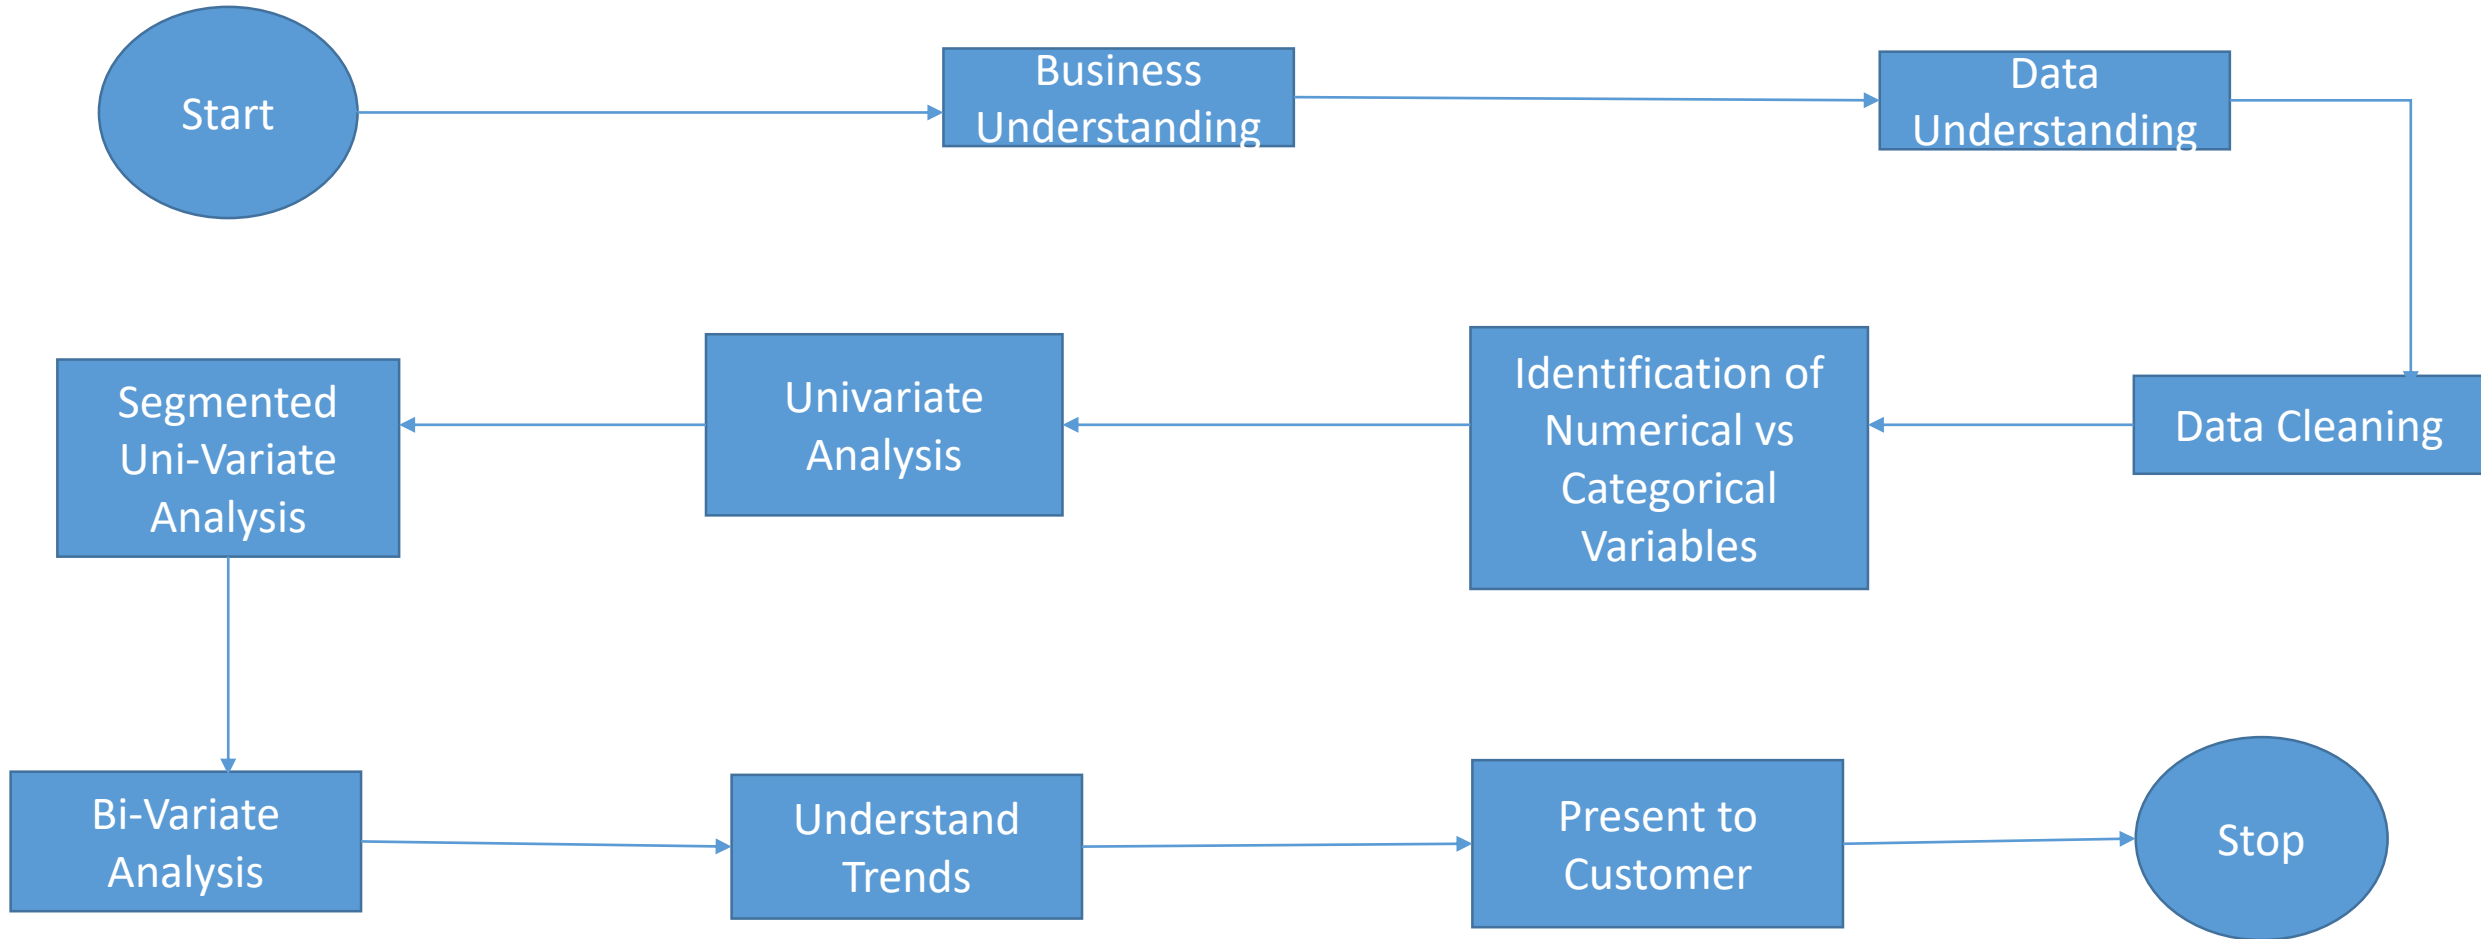 Start
Business
Understanding
Data
Understanding
Segmented
Uni-Variate
Analysis
Univariate
Analysis
Identification of
Numerical vs
Categorical
Variables
Data Cleaning
Bi-Variate
Analysis
Understand
Trends
Present to
Customer
Stop